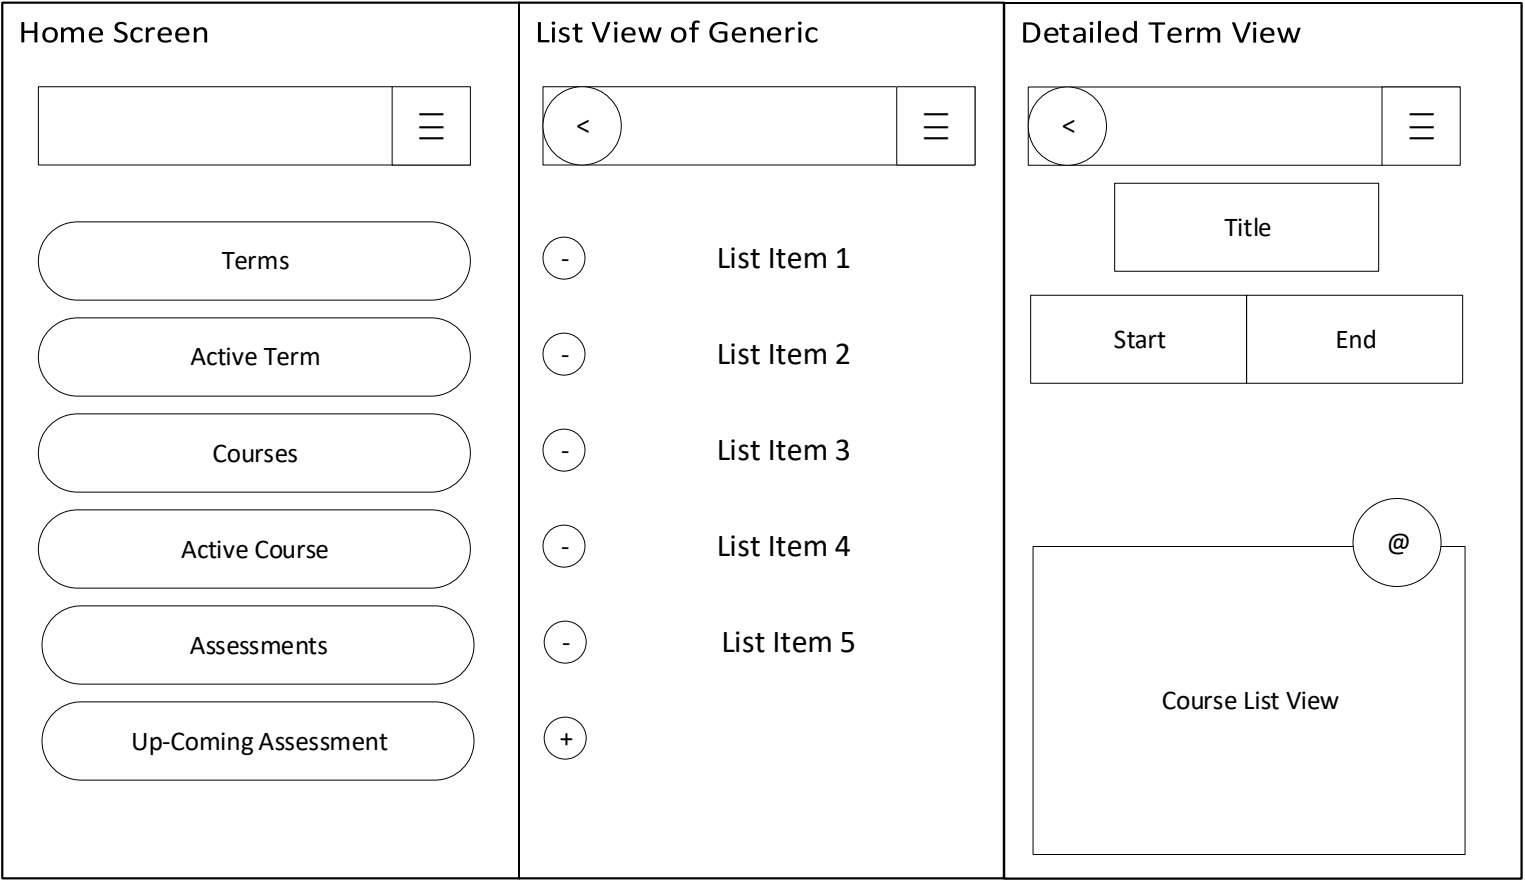 Home Screen
Terms
Active Term
Courses
Active Course
Assessments
Up-Coming Assessment
List View of Generic
<
- List Item 1
- List Item 2
- List Item 3
- List Item 4
- List Item 5
+
Detailed Term View
<
Title
Start End
@
Course List View